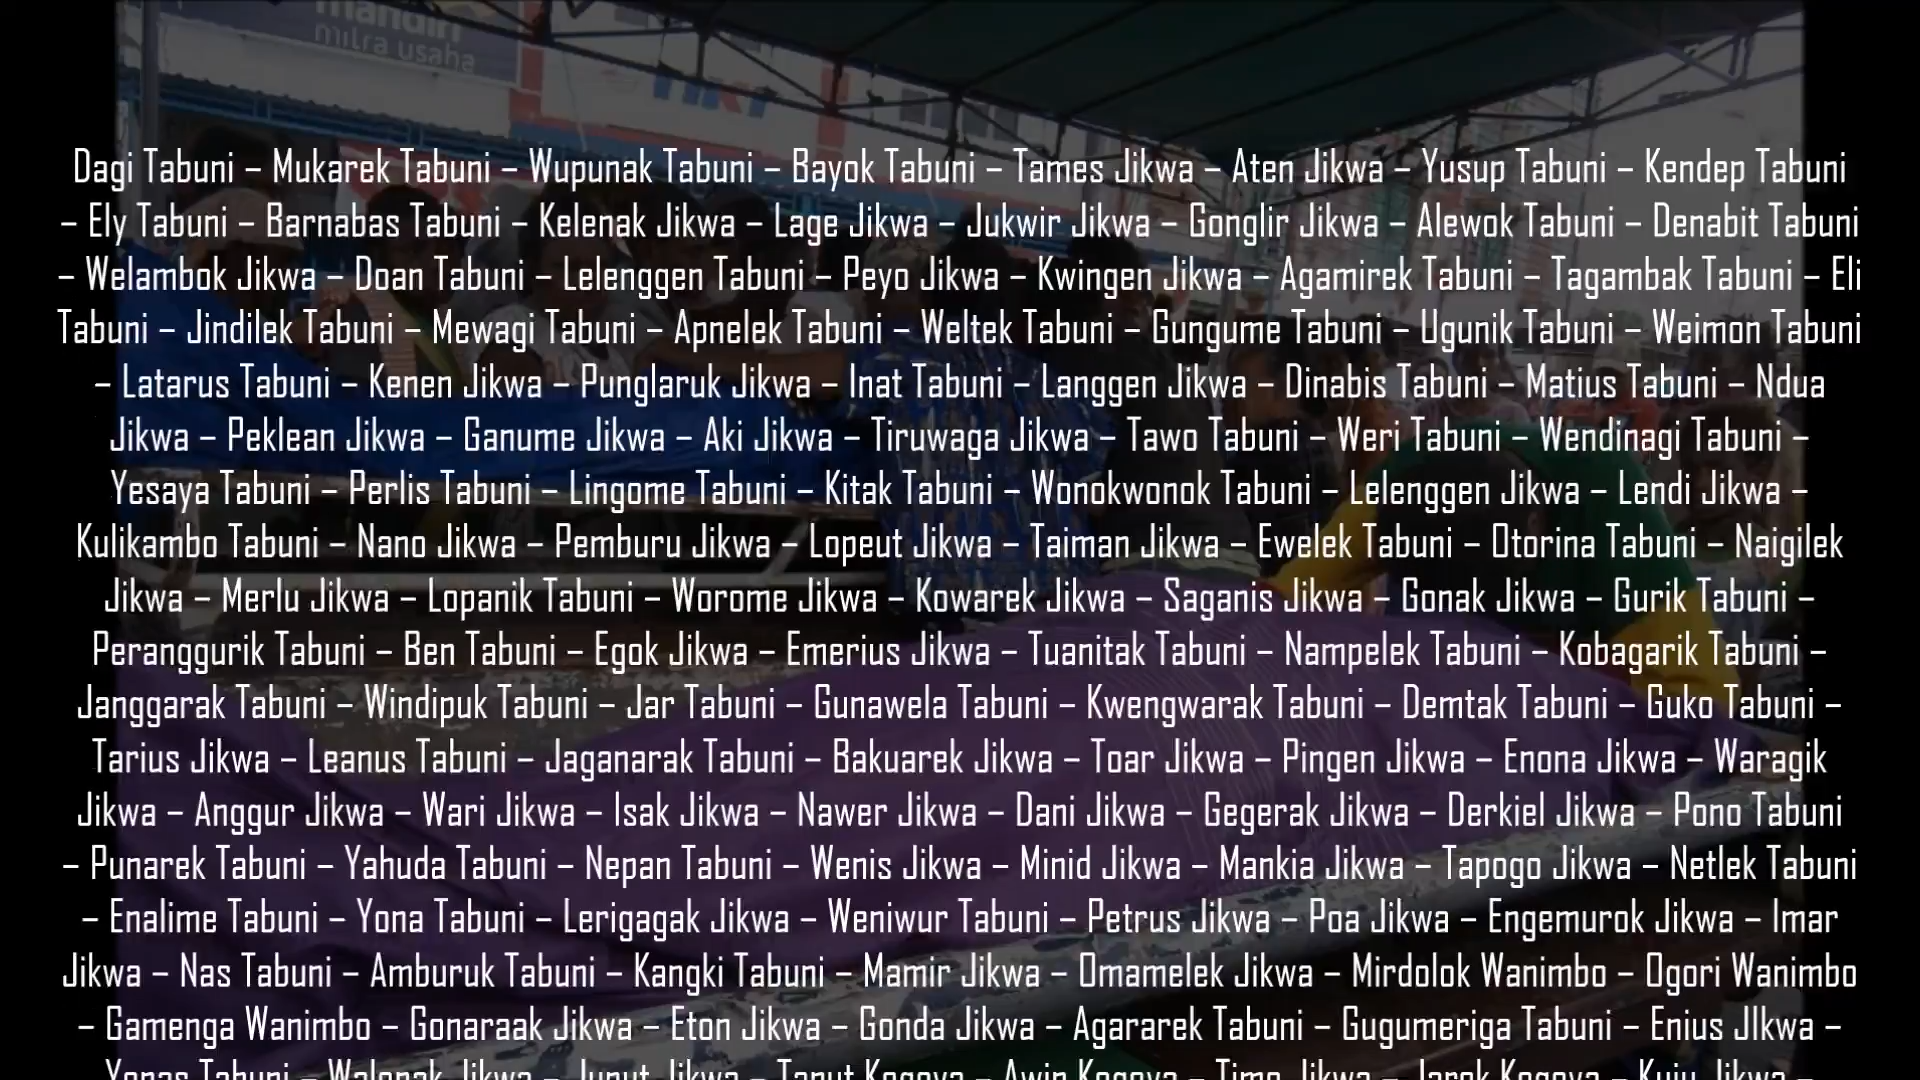 mandiri
mitra usaha
Dagi Tabuni – Mukarek Tabuni – Wupunak Tabuni – Bayok Tabuni – Tames Jikwa – Aten Jikwa – Yusup Tabuni – Kendep Tabuni
– Ely Tabuni – Barnabas Tabuni – Kelenak Jikwa – Lage Jikwa – Jukwir Jikwa – Gonglir Jikwa – Alewok Tabuni – Denabit Tabuni
– Welambok Jikwa – Doan Tabuni – Lelenggen Tabuni – Peyo Jikwa – Kwingen Jikwa – Agamirek Tabuni – Tagambak Tabuni – Eli
Tabuni – Jindilek Tabuni – Mewagi Tabuni – Apnelek Tabuni – Weltek Tabuni – Gungume Tabuni – Ugunik Tabuni – Weimon Tabuni
– Latarus Tabuni – Kenen Jikwa – Punglaruk Jikwa – Inat Tabuni – Langgen Jikwa – Dinabis Tabuni – Matius Tabuni – Ndua
Jikwa – Peklean Jikwa – Ganume Jikwa – Aki Jikwa – Tiruwaga Jikwa – Tawo Tabuni – Weri Tabuni – Wendinagi Tabuni –
Yesaya Tabuni – Perlis Tabuni – Lingome Tabuni – Kitak Tabuni – Wonokwonok Tabuni – Lelenggen Jikwa – Lendi Jikwa –
Kulikambo Tabuni – Nano Jikwa – Pemburu Jikwa – Lopeut Jikwa – Taiman Jikwa – Ewelek Tabuni – Otorina Tabuni – Naigilek
Jikwa – Merlu Jikwa – Lopanik Tabuni – Worome Jikwa – Kowarek Jikwa – Saganis Jikwa – Gonak Jikwa – Gurik Tabuni –
Peranggurik Tabuni – Ben Tabuni – Egok Jikwa – Emerius Jikwa – Tuanitak Tabuni – Nampelek Tabuni – Kobagarik Tabuni –
Janggarak Tabuni – Windipuk Tabuni – Jar Tabuni – Gunawela Tabuni – Kwengwarak Tabuni – Demtak Tabuni – Guko Tabuni –
Tarius Jikwa – Leanus Tabuni – Jaganarak Tabuni – Bakuarek Jikwa – Toar Jikwa – Pingen Jikwa – Enona Jikwa – Waragik
Jikwa – Anggur Jikwa – Wari Jikwa – Isak Jikwa – Nawer Jikwa – Dani Jikwa – Gegerak Jikwa – Derkiel Jikwa – Pono Tabuni
– Punarek Tabuni – Yahuda Tabuni – Nepan Tabuni – Wenis Jikwa – Minid Jikwa – Mankia Jikwa – Tapogo Jikwa – Netlek Tabuni
– Enalime Tabuni – Yona Tabuni – Lerigagak Jikwa – Weniwur Tabuni – Petrus Jikwa – Poa Jikwa – Engemurok Jikwa – Imar
Jikwa – Nas Tabuni – Amburuk Tabuni – Kangki Tabuni – Mamir Jikwa – Omamelek Jikwa – Mirdolok Wanimbo – Ogori Wanimbo
– Gamenga Wanimbo – Gonaraak Jikwa – Eton Jikwa – Gonda Jikwa – Agararek Tabuni – Gugumeriga Tabuni – Enius JIkwa –
Yonas Tabuni – Walenak Jikwa – Jikwa – Kogoya – Kogoya – Jikwa – Kogoya – Jikwa –